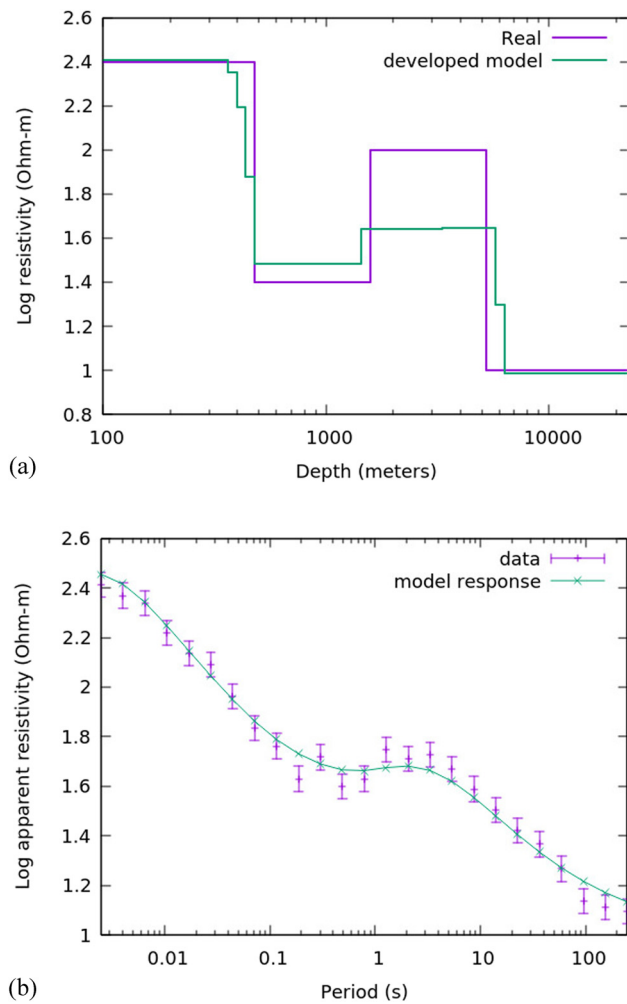 Real
developed model
2.4
2.2
2
1.8
1.6
1.4
1.2
1
0.8
Log resistivity (Ohm-m)
100
1000
10000
Depth (meters)
(a)
data
model response
2.6
2.4
2.2
2
1.8
1.6
1.4
1.2
1
Log apparent resistivity (Ohm-m)
0.01
0.1
1
10
100
Period (s)
(b)